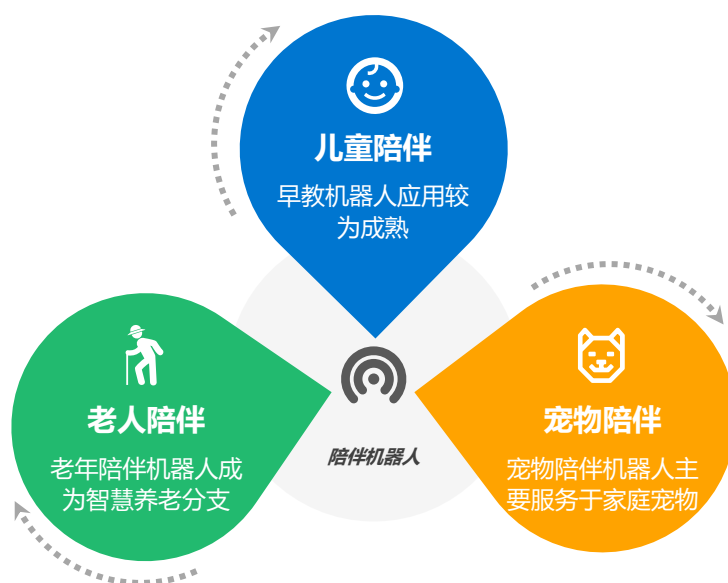 儿童陪伴
早教机器人应用较
为成熟
老人陪伴
老年陪伴机器人成
为智慧养老分支
陪伴机器人
宠物陪伴
宠物陪伴机器人主
要服务于家庭宠物